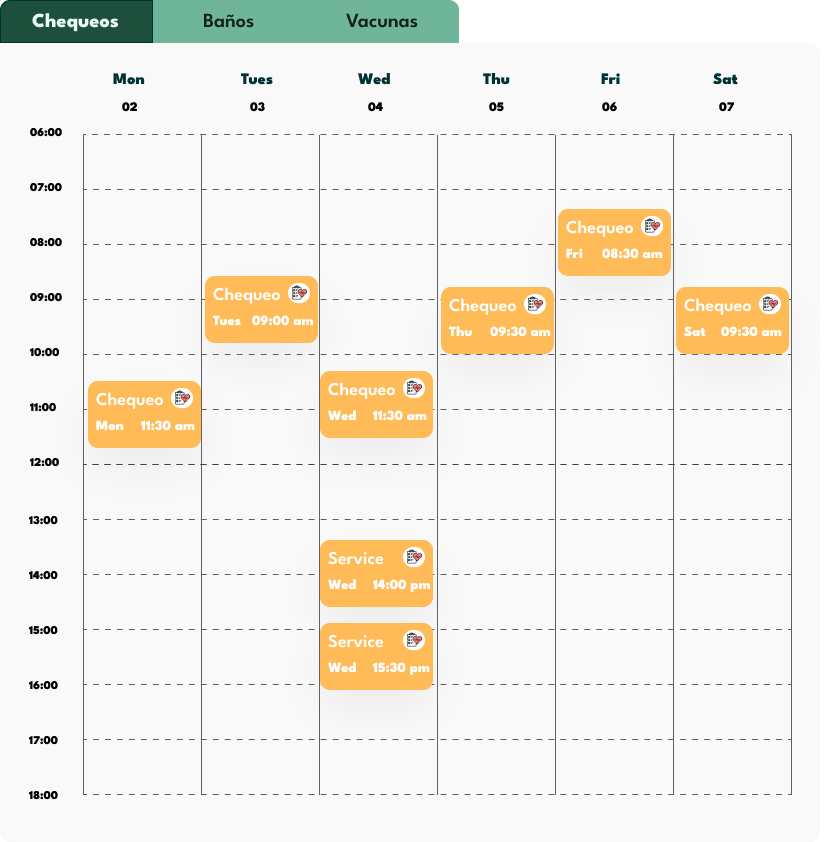 Chequeos Baños Vacunas
Mon Tues Wed Thu Fri Sat
02 03 04 05 06 07
06:00
07:00
Chequeo
08:00
Fri 08:30 am
Chequeo
09:00
Chequeo
Chequeo
Tues 09:00 am
Thu 09:30 am
Sat 09:30 am
10:00
Chequeo
Chequeo
11:00
Wed 11:30 am
Mon 11:30 am
12:00
13:00
Service
14:00
Wed 14:00 pm
15:00
Service
Wed 15:30 pm
16:00
17:00
18:00